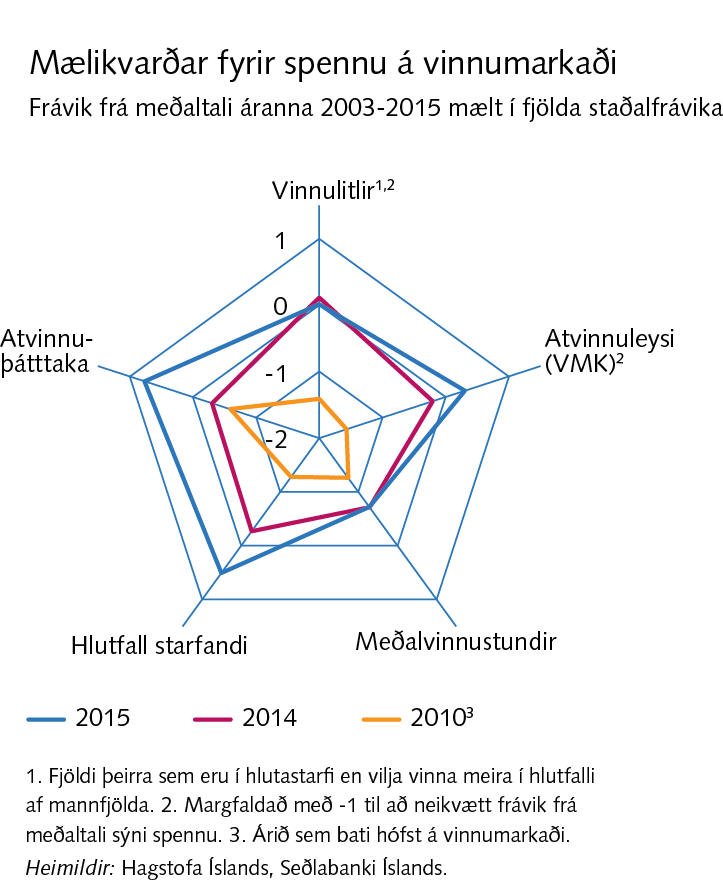 Mælikvarðar fyrir spennu á vinnumarkaði
Frávik frá meðaltali áranna 2003-2015 mælt í fjölda staðalfrávika
Vinnulitlir¹,²
1
0
-1
-2
Atvinnu-
þátttaka
Atvinnuleysi
(VMK)²
Hlutfall starfandi
Meðalvinnustundir
2015
2014
2010³
1. Fjöldi þeirra sem eru í hlutastarfi en vilja vinna meira í hlutfalli
af mannfjölda. 2. Margfaldað með -1 til að neikvætt frávik frá
meðaltali sýni spennu. 3. Árið sem bati hófst á vinnumarkaði.
Heimildir: Hagstofa Íslands, Seðlabanki Íslands.